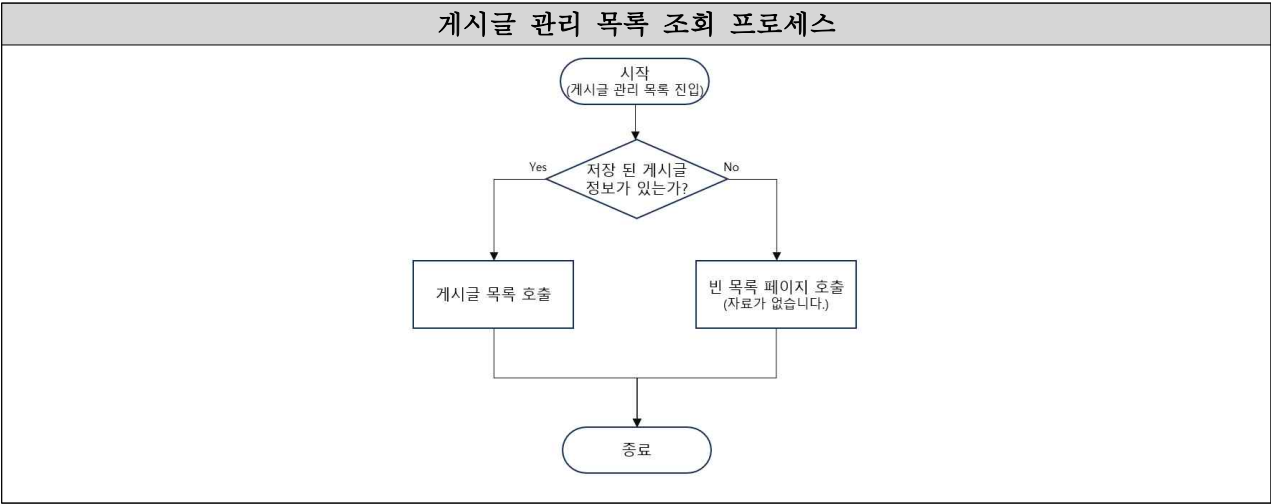 게시글 관리 목록 조회 프로세스
시작
(게시글 관리 목록 진입)
Yes
저장 된 게시글
정보가 있는가?
No
게시글 목록 호출
빈 목록 페이지 호출
(자료가 없습니다.)
종료